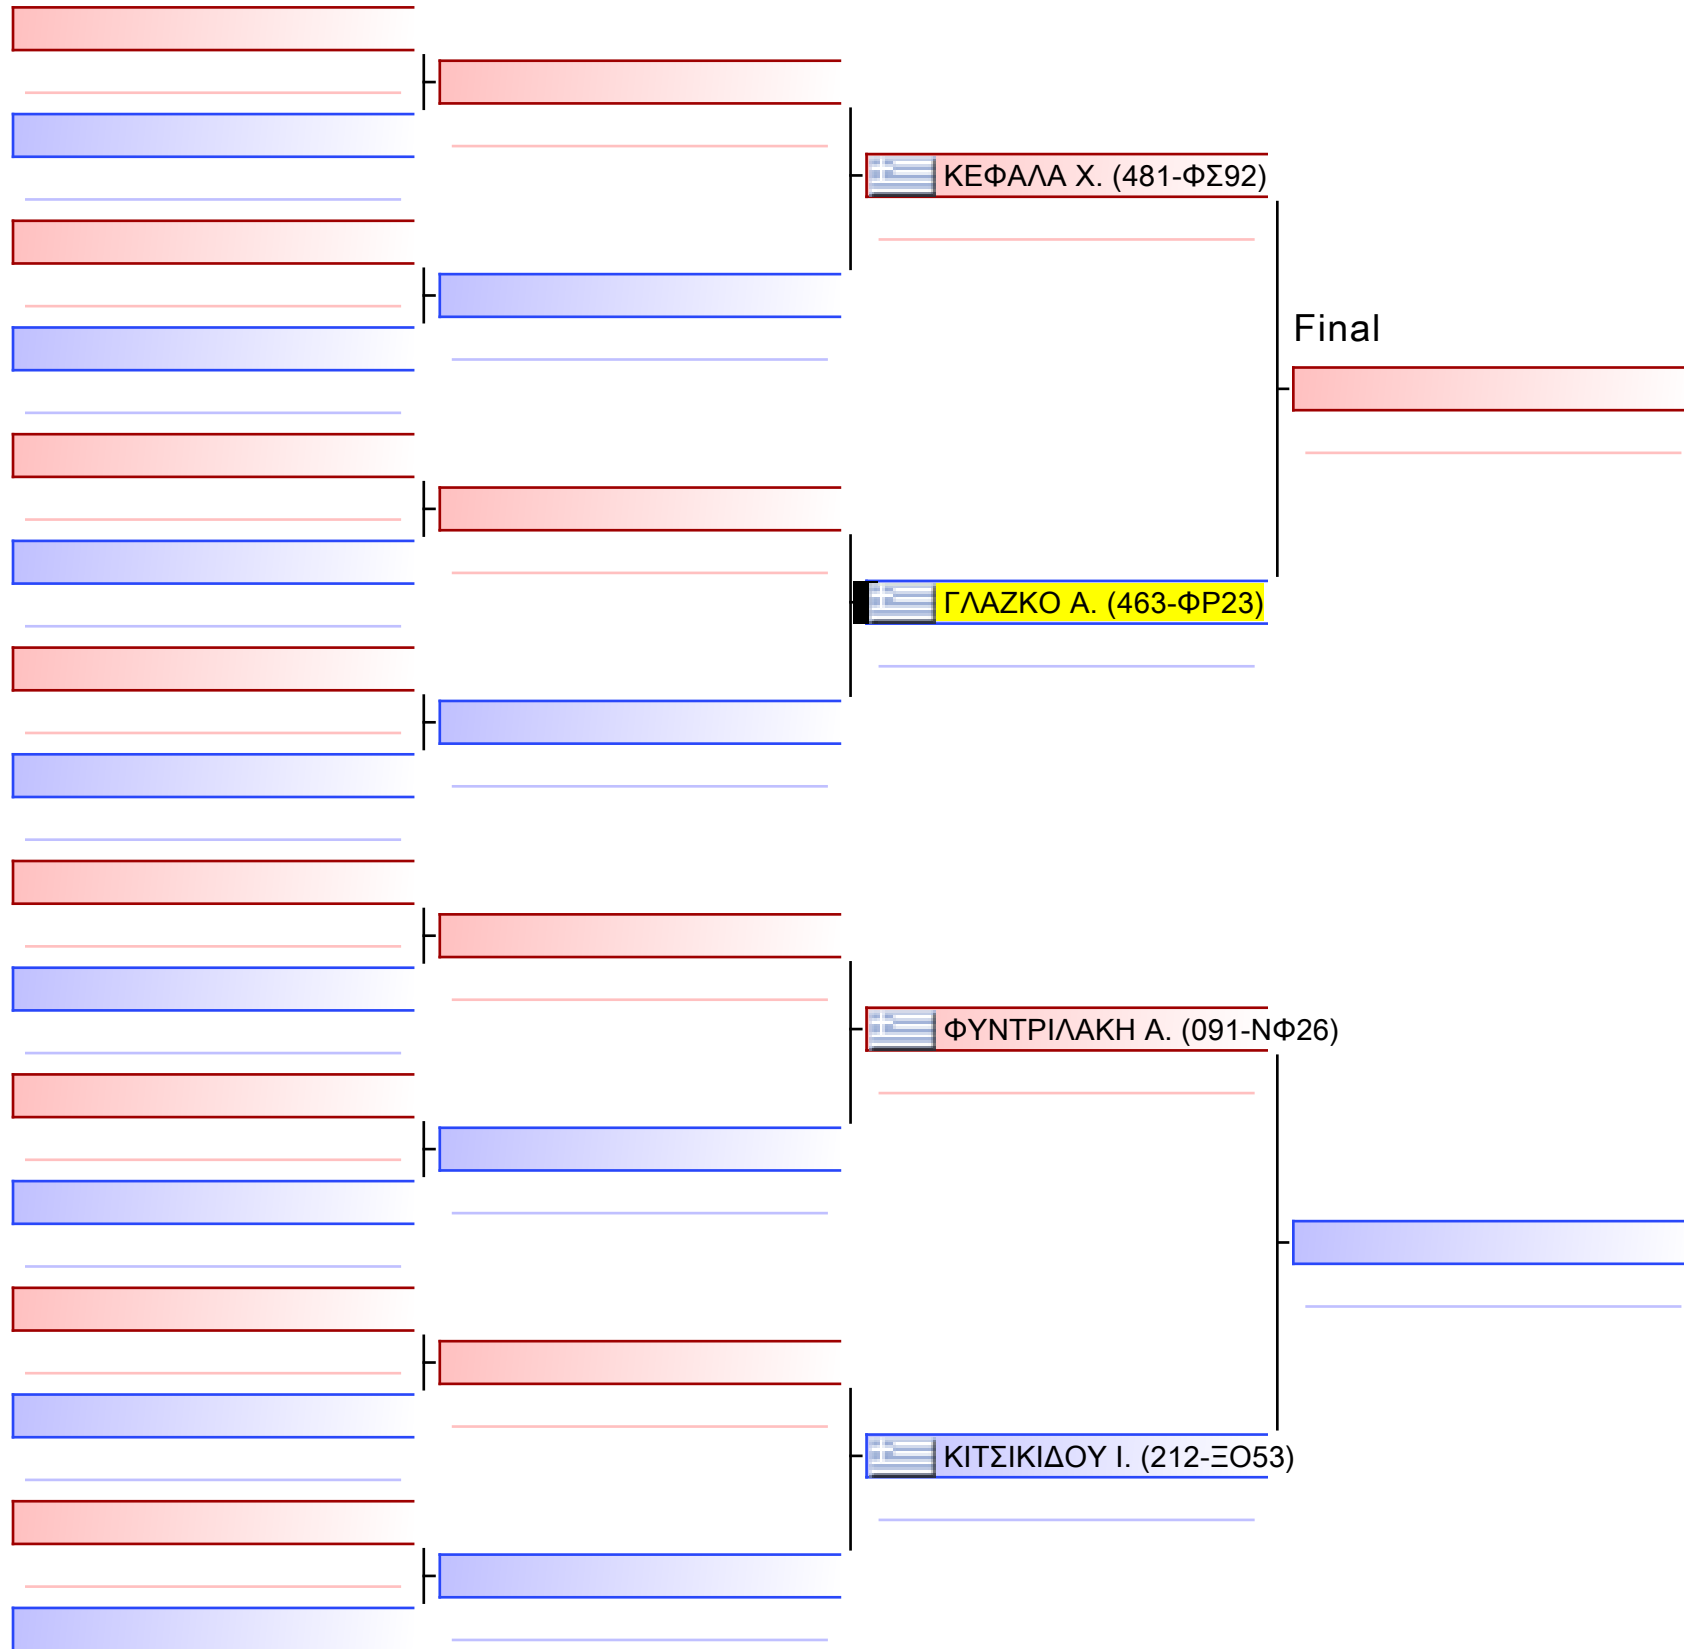 ΚΕΦΑΛΑ Χ. (481-ΦΣ92)
Final
ΓΛΑΖΚΟ Α. (463-ΦΡ23)
ΦΥΝΤΡΙΛΑΚΗ Α. (091-ΝΦ26)
ΚΙΤΣΙΚΙΔΟΥ Ι. (212-ΞΟ53)